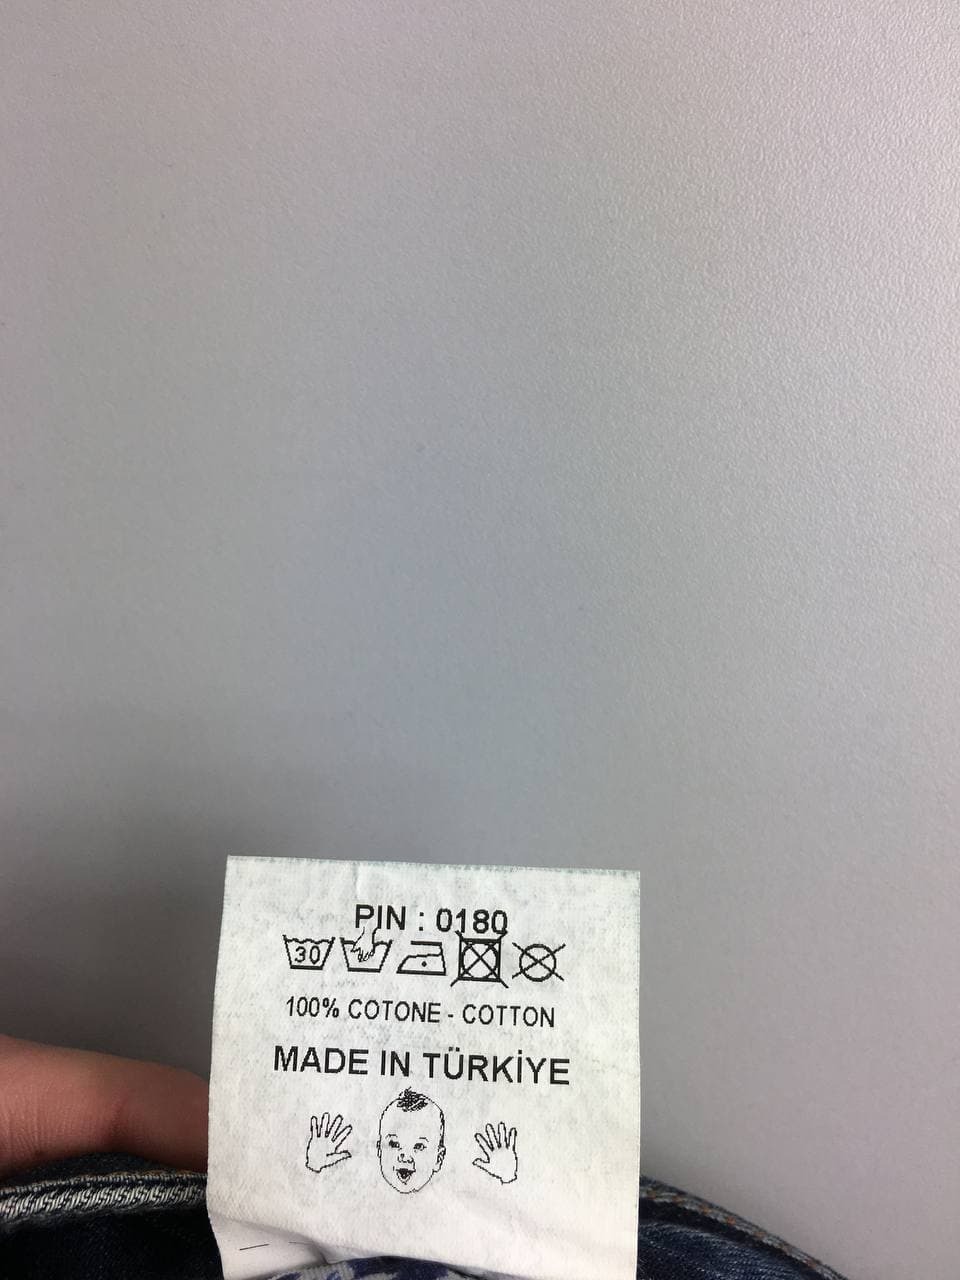 PIN : 0180
30
100% COTONE - COTTON
MADE IN TÜRKİYE